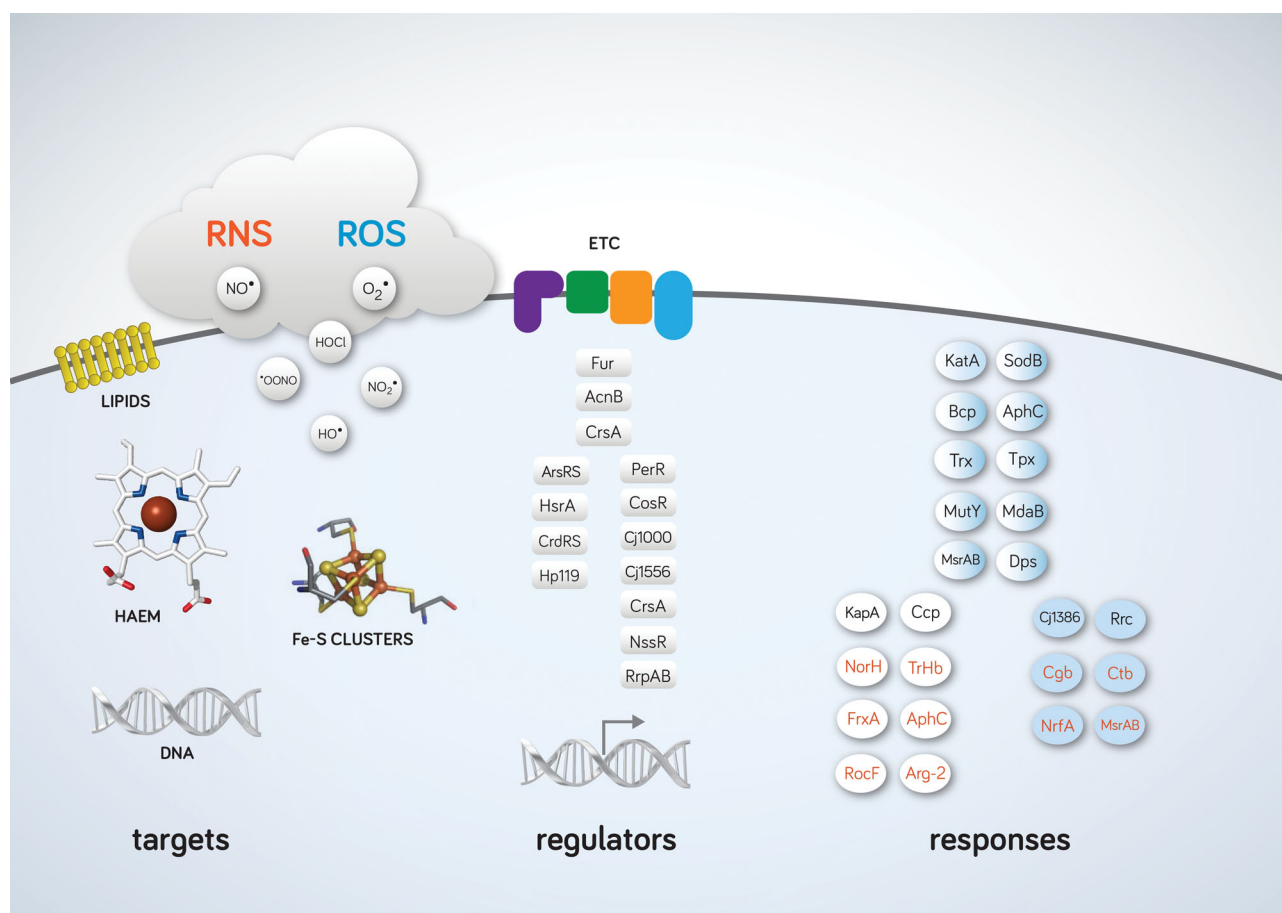 RNS
ROS
ETC
NO•
O₂•
HOCl
•OONO
NO₂•
HO•
LIPIDS
HAEM
Fe-S CLUSTERS
DNA
Fur
AcnB
CrsA
ArsRS
PerR
HsrA
CosR
CrdRS
Cj1000
Hp119
Cj1556
CrsA
NssR
RrpAB
KatA
SodB
Bcp
AphC
Trx
Tpx
MutY
MdaB
MsrAB
Dps
KapA
Ccp
NorH
TrHb
FrxA
AphC
RocF
Arg-2
Cj1386
Rrc
Cgb
Ctb
NrfA
MsrAB
targets
regulators
responses